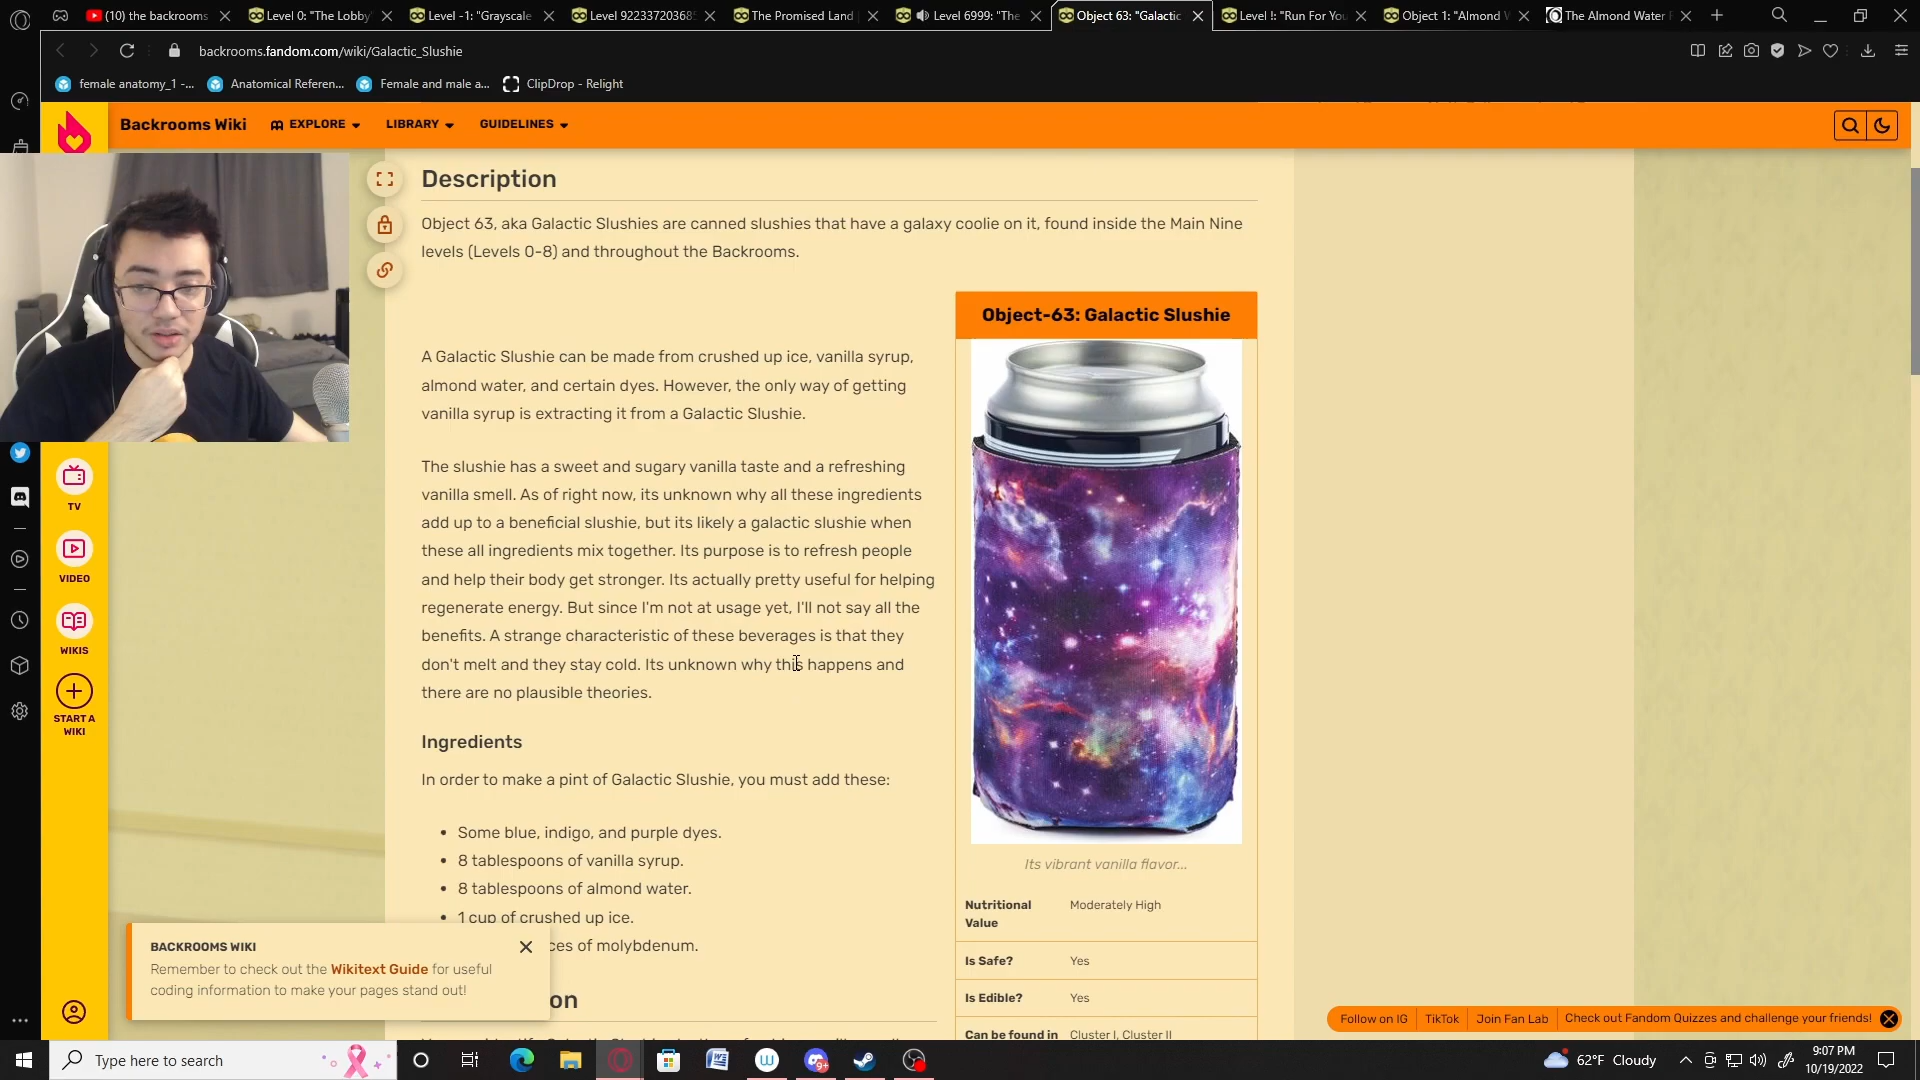 (10) the backrooms
Level 0: "The Lobby"
Level -1: "Grayscale
Level 922337203685
The Promised Land
Level 6999: "The
Object 63: "Galactic
Level !: "Run For You
Object 1: "Almond W
The Almond Water
backrooms.fandom.com/wiki/Galactic_Slushie
female anatomy_1 -...
Anatomical Referen...
Female and male a...
ClipDrop - Relight
Backrooms Wiki
EXPLORE
LIBRARY
GUIDELINES
TV
VIDEO
WIKIS
START A
WIKI
Description
Object 63, aka Galactic Slushies are canned slushies that have a galaxy coolie on it, found inside the Main Nine
levels (Levels 0-8) and throughout the Backrooms.
A Galactic Slushie can be made from crushed up ice, vanilla syrup,
almond water, and certain dyes. However, the only way of getting
vanilla syrup is extracting it from a Galactic Slushie.
The slushie has a sweet and sugary vanilla taste and a refreshing
vanilla smell. As of right now, its unknown why all these ingredients
add up to a beneficial slushie, but its likely a galactic slushie when
these all ingredients mix together. Its purpose is to refresh people
and help their body get stronger. Its actually pretty useful for helping
regenerate energy. But since I'm not at usage yet, I'll not say all the
benefits. A strange characteristic of these beverages is that they
don't melt and they stay cold. Its unknown why this happens and
there are no plausible theories.
Ingredients
In order to make a pint of Galactic Slushie, you must add these:
Some blue, indigo, and purple dyes.
8 tablespoons of vanilla syrup.
8 tablespoons of almond water.
1 cup of crushed up ice.
ces of molybdenum.
on
Object-63: Galactic Slushie
Its vibrant vanilla flavor...
Nutritional Value Moderately High
Is Safe? Yes
Is Edible? Yes
Can be found in Cluster I, Cluster II
BACKROOMS WIKI
Remember to check out the Wikitext Guide for useful
coding information to make your pages stand out!
Follow on IG
TikTok
Join Fan Lab
Check out Fandom Quizzes and challenge your friends!
Type here to search
9+
62°F Cloudy
9:07 PM
10/19/2022